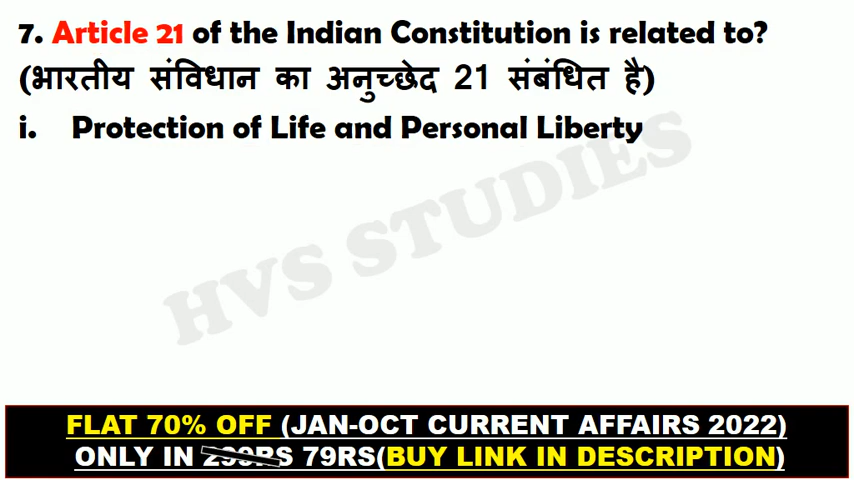 7. Article 21 of the Indian Constitution is related to?
(भारतीय संविधान का अनुच्छेद 21 संबंधित है)
i. Protection of Life and Personal Liberty
HVS STUDIES
FLAT 70% OFF (JAN-OCT CURRENT AFFAIRS 2022)
ONLY IN 299RS 79RS(BUY LINK IN DESCRIPTION)